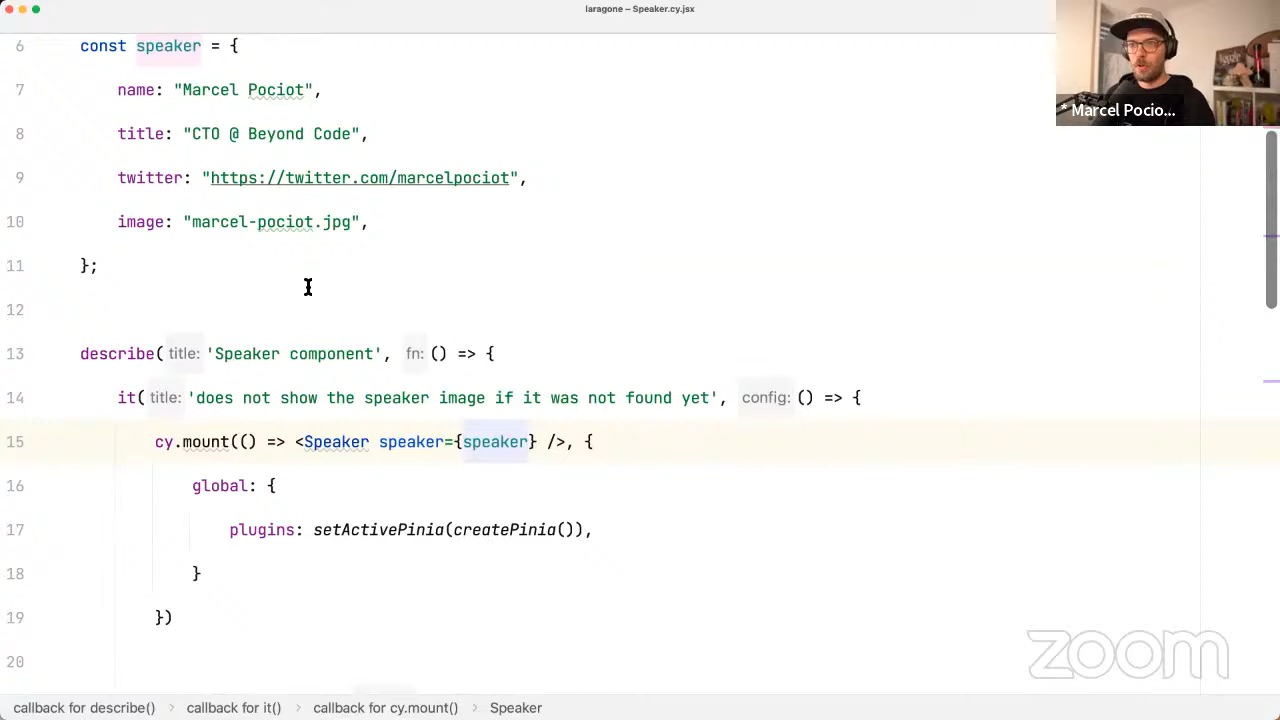 laragone – Speaker.cy.jsx
6 const speaker = {
7 name: "Marcel Pociot",
8 title: "CTO @ Beyond Code",
9 twitter: "https://twitter.com/marcelpociot",
10 image: "marcel-pociot.jpg",
11 };
12
13 describe( title: 'Speaker component', fn: () => {
14 it( title: 'does not show the speaker image if it was not found yet', config: () => {
15 cy.mount(() => <Speaker speaker={speaker} />, {
16 global: {
17 plugins: setActivePinia(createPinia()),
18 }
19 })
20
callback for describe() › callback for it() › callback for cy.mount() › Speaker
* Marcel Pocio...
zoom